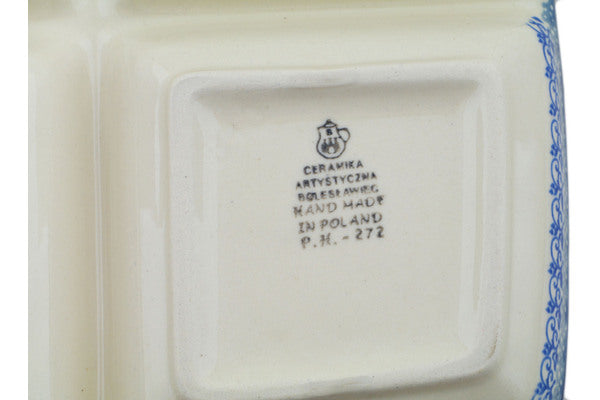 B
CERAMIKA
ARTYSTYCZNA
BOLESŁAWIEC
HAND MADE
IN POLAND
P.H. - 272